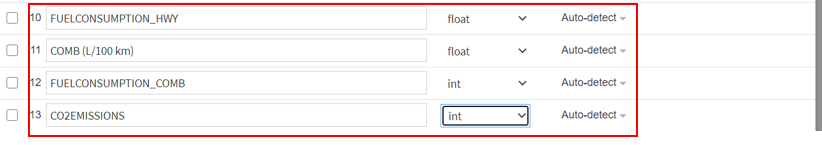 10 FUELCONSUMPTION_HWY float Auto-detect
11 COMB (L/100 km) float Auto-detect
12 FUELCONSUMPTION_COMB int Auto-detect
13 CO2EMISSIONS int Auto-detect